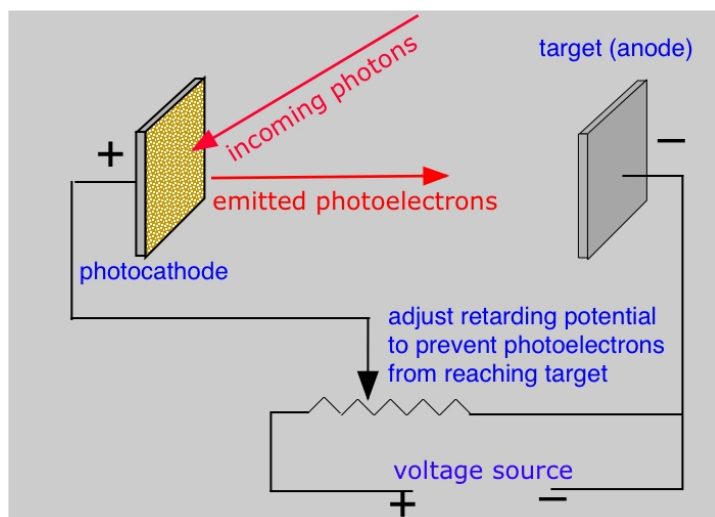 target (anode)
incoming photons
+
−
emitted photoelectrons
photocathode
adjust retarding potential
to prevent photoelectrons
from reaching target
voltage source
+
−